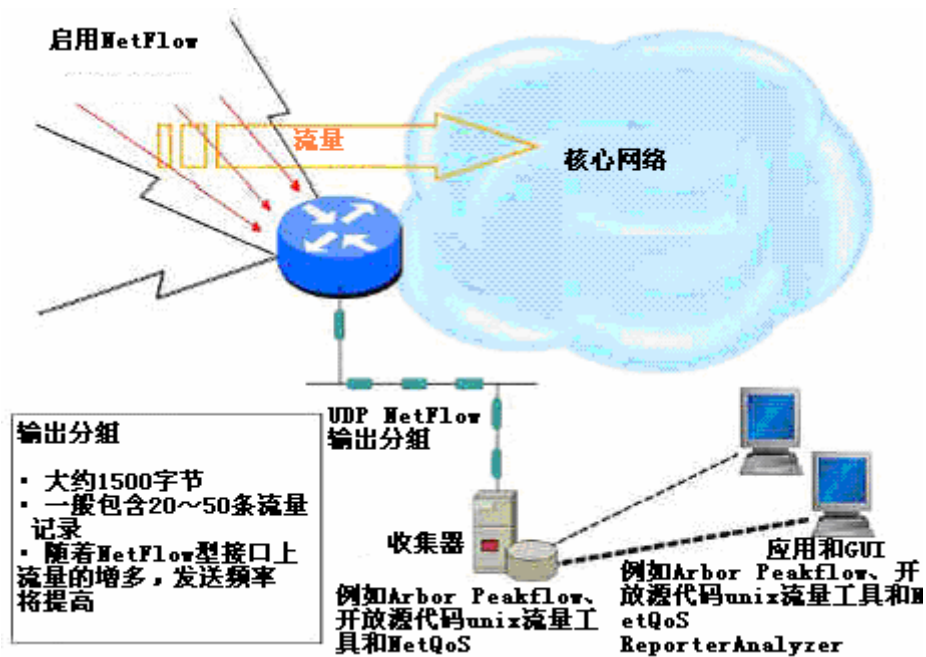 启用NetFlow
流量
核心网络
UDP NetFlow
输出分组
输出分组
· 大约1500字节
· 一般包含20～50条流量
记录
· 随着NetFlow型接口上
流量的增多，发送频率
将提高
收集器
例如Arbor Peakflow、
开放源代码unix流量工
具和NetQoS
应用和GUI
例如Arbor Peakflow、开
放源代码unix流量工具和N
etQoS
ReporterAnalyzer